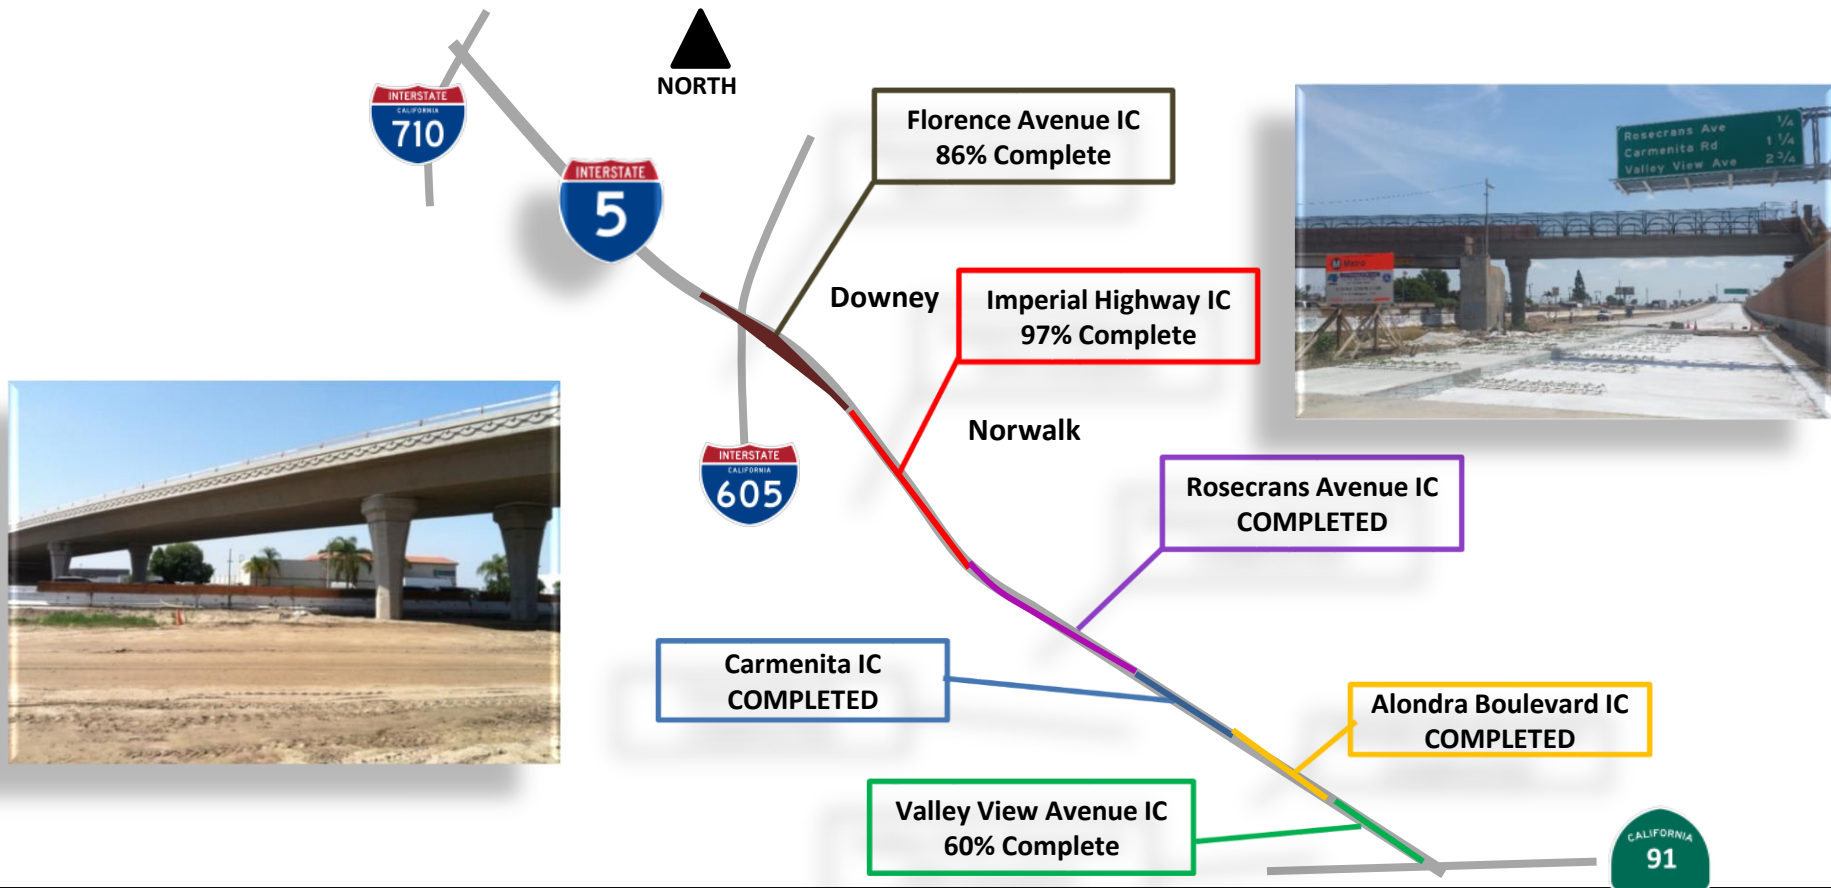 NORTH
INTERSTATE
CALIFORNIA
710
INTERSTATE
5
Florence Avenue IC
86% Complete
Rosecrans Ave 1/4
Carmenita Rd 1 1/4
Valley View Ave 2 3/4
Metro
Downey
Imperial Highway IC
97% Complete
Norwalk
INTERSTATE
CALIFORNIA
605
Rosecrans Avenue IC
COMPLETED
Carmenita IC
COMPLETED
Alondra Boulevard IC
COMPLETED
Valley View Avenue IC
60% Complete
CALIFORNIA
91